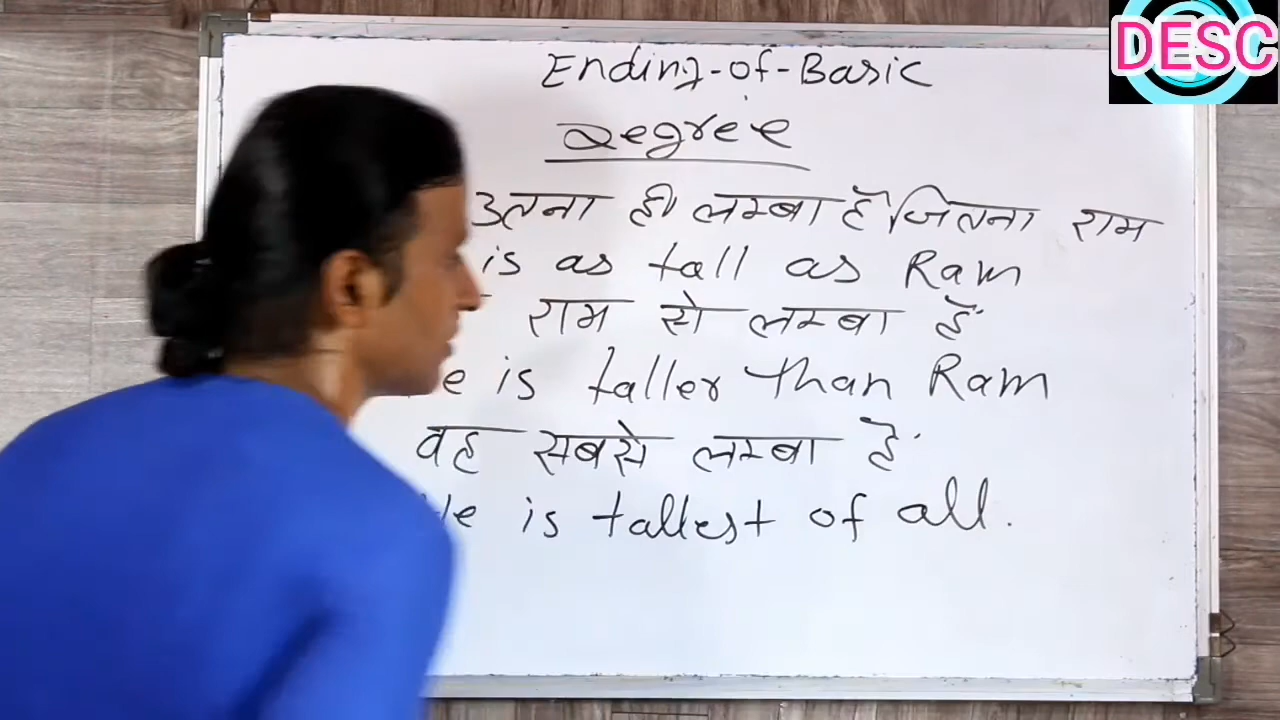 DESC
Ending-of-Basic
Degree
उतना ही लम्बा हैं जितना राम
is as tall as Ram
राम से लम्बा हैं
is taller than Ram
वह सबसे लम्बा हैं
He is tallest of all.